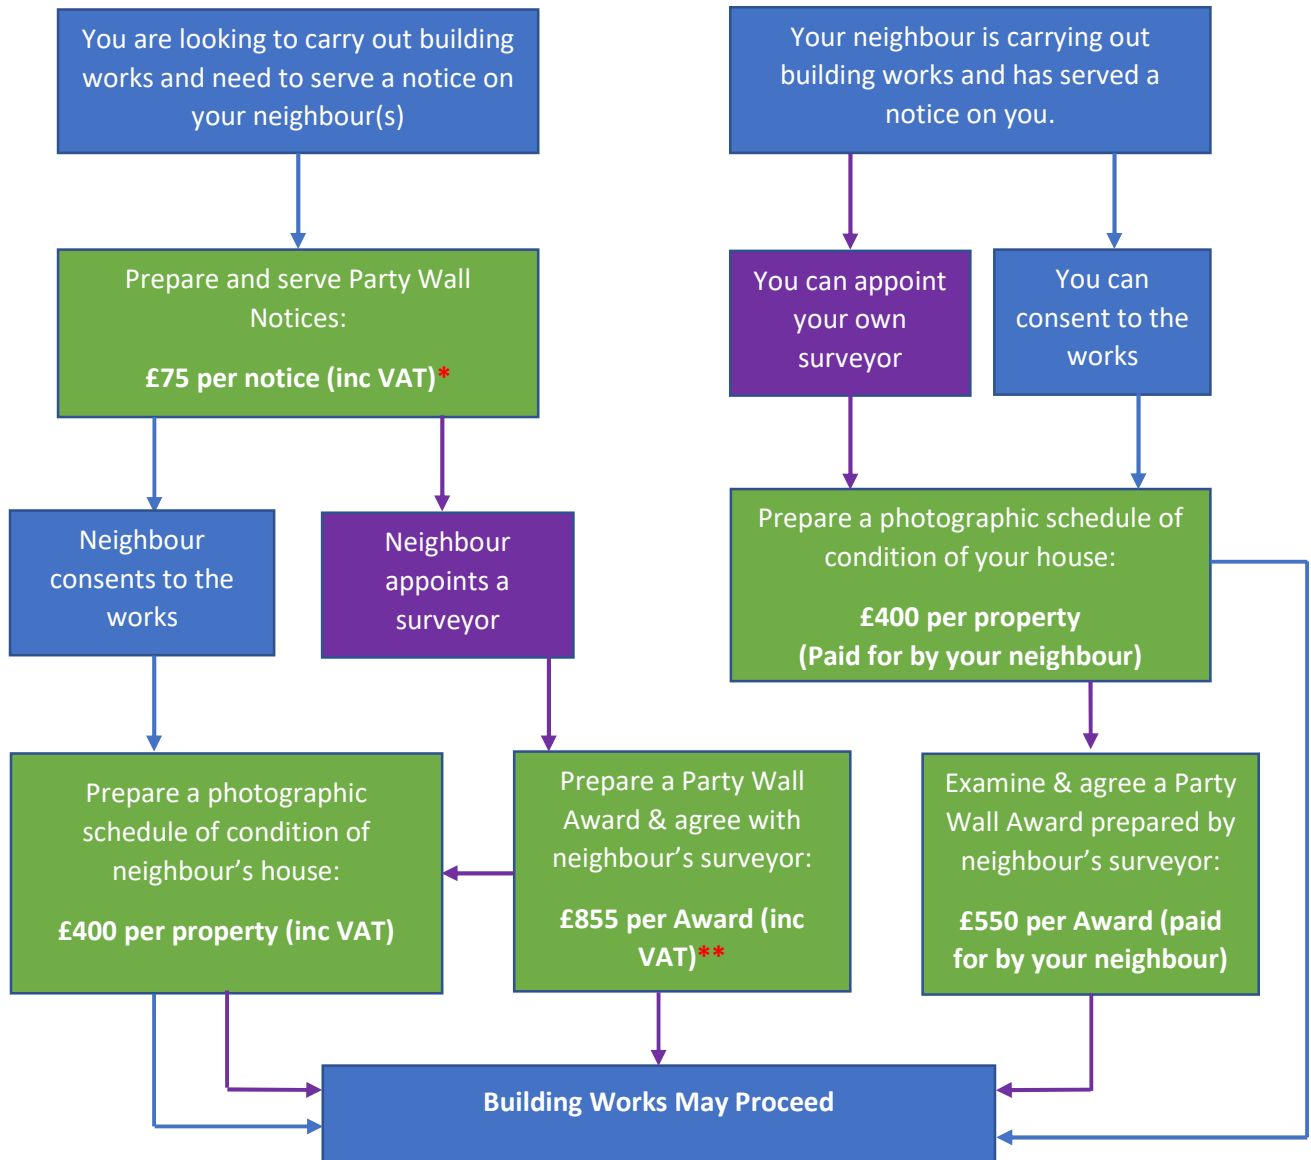 You are looking to carry out building
works and need to serve a notice on
your neighbour(s)
Your neighbour is carrying out
building works and has served a
notice on you.
Prepare and serve Party Wall
Notices:
£75 per notice (inc VAT)*
You can appoint
your own
surveyor
You can
consent to the
works
Neighbour
consents to the
works
Neighbour
appoints a
surveyor
Prepare a photographic schedule of
condition of your house:
£400 per property
(Paid for by your neighbour)
Prepare a photographic
schedule of condition of
neighbour’s house:
£400 per property (inc VAT)
Prepare a Party Wall
Award & agree with
neighbour’s surveyor:
£855 per Award (inc
VAT)**
Examine & agree a Party
Wall Award prepared by
neighbour’s surveyor:
£550 per Award (paid
for by your neighbour)
Building Works May Proceed